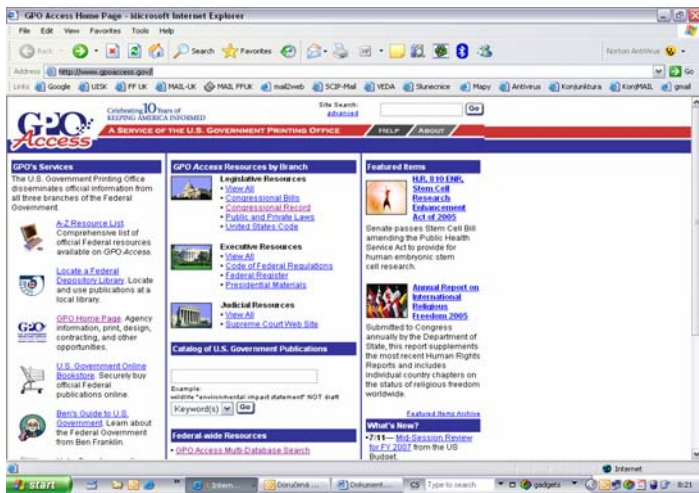 GPO Access Home Page - Microsoft Internet Explorer
File Edit View Favorites Tools Help
Back Search Favorites Norton AntiVirus
Address http://www.gpoaccess.gov/ Go
Links Google UISK FF UK MAIL-UK MAIL FFUK mail2web SCIP-Mail VEDA Slunecnice Mapy Antivirus Konjunktura KonjMAIL gmail
GPO Access
Celebrating 10 Years of
KEEPING AMERICA INFORMED
Site Search:
advanced
Go
A SERVICE OF THE U.S. GOVERNMENT PRINTING OFFICE
HELP ABOUT
GPO's Services
The U.S. Government Printing Office
disseminates official information from
all three branches of the Federal
Government.
A-Z Resource List.
Comprehensive list of
official Federal resources
available on GPO Access.
Locate a Federal
Depository Library. Locate
and use publications at a
local library.
GPO
GPO Home Page. Agency
information, print, design,
contracting, and other
opportunities.
U.S. Government Online
Bookstore. Securely buy
official Federal
publications online.
Ben's Guide to U.S.
Government. Learn about
the Federal Government
from Ben Franklin.
GPO Access Resources by Branch
Legislative Resources
• View All
• Congressional Bills
• Congressional Record
• Public and Private Laws
• United States Code
Executive Resources
• View All
• Code of Federal Regulations
• Federal Register
• Presidential Materials
Judicial Resources
• View All
• Supreme Court Web Site
Catalog of U.S. Government Publications
Example:
wildlife "environmental impact statement" NOT draft
Keyword(s) Go
Federal-wide Resources
• GPO Access Multi-Database Search
Featured Items
H.R. 810 ENR,
Stem Cell
Research
Enhancement
Act of 2005
Senate passes Stem Cell Bill
amending the Public Health
Service Act to provide for
human embryonic stem
cell research.
Annual Report on
International
Religious
Freedom 2005
Submitted to Congress
annually by the Department of
State, this report supplements
the most recent Human Rights
Reports and includes
individual country chapters on
the status of religious freedom
worldwide.
Featured Items Archive
What's New?
•7/11— Mid-Session Review
for FY 2007 from the US
Budget.
Internet
start Intern... Doručená ... Dokument... CS Type to search gadgets 8:21